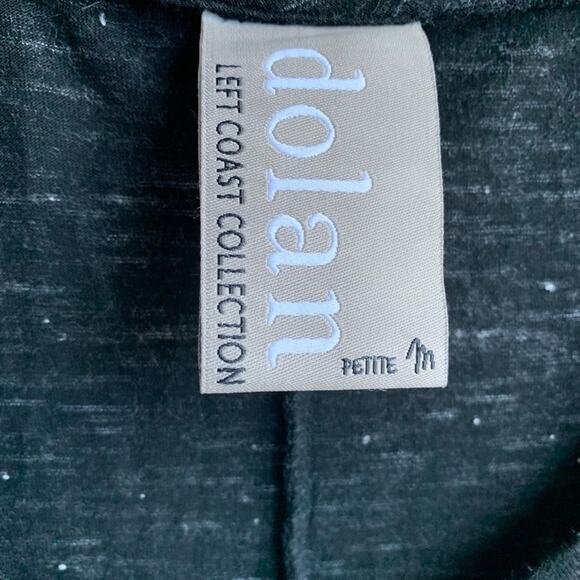 dolan
LEFT COAST COLLECTION
PETITE M